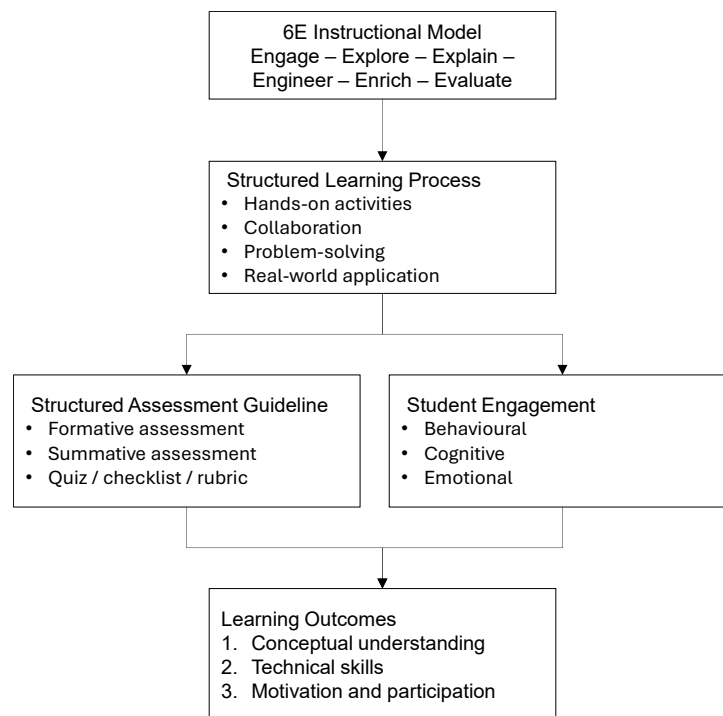 6E Instructional Model
Engage – Explore – Explain –
Engineer – Enrich – Evaluate
Structured Learning Process
• Hands-on activities
• Collaboration
• Problem-solving
• Real-world application
Structured Assessment Guideline
• Formative assessment
• Summative assessment
• Quiz / checklist / rubric
Student Engagement
• Behavioural
• Cognitive
• Emotional
Learning Outcomes
1. Conceptual understanding
2. Technical skills
3. Motivation and participation